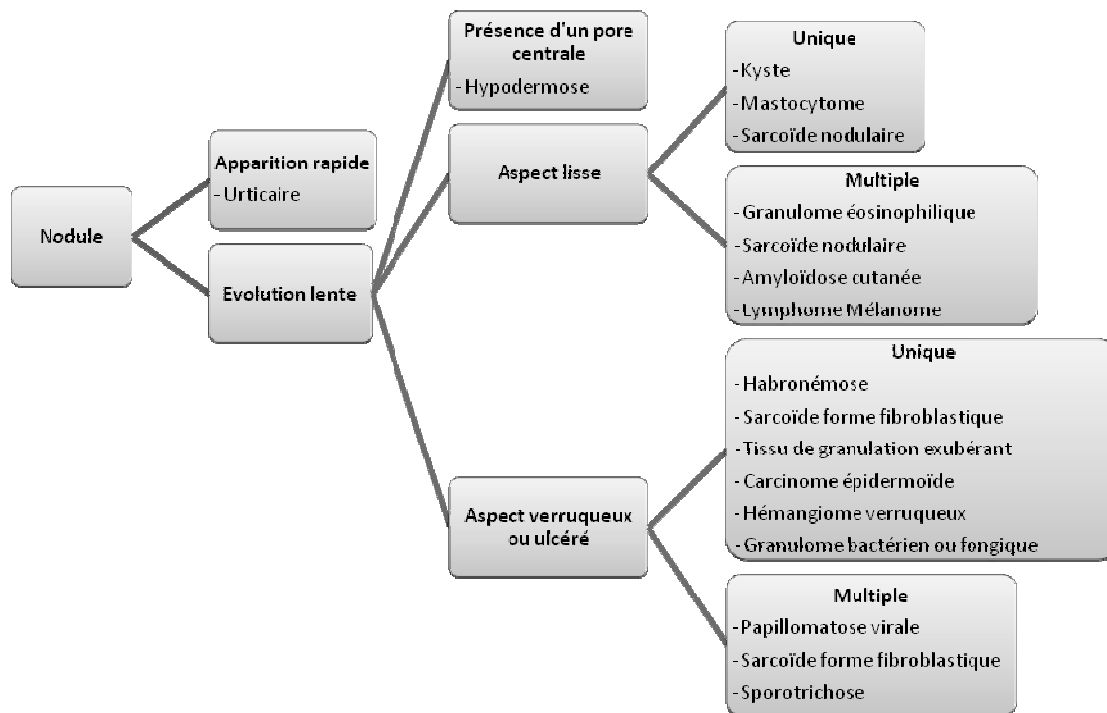 Nodule
Apparition rapide
- Urticaire
Evolution lente
Présence d'un pore
centrale
- Hypodermose
Aspect lisse
Aspect verruqueux
ou ulcéré
Unique
- Kyste
- Mastocytome
- Sarcoïde nodulaire
Multiple
- Granulome éosinophilique
- Sarcoïde nodulaire
- Amyloïdose cutanée
- Lymphome Mélanome
Unique
- Habronémose
- Sarcoïde forme fibroblastique
- Tissu de granulation exubérant
- Carcinome épidermoïde
- Hémangiome verruqueux
- Granulome bactérien ou fongique
Multiple
- Papillomatose virale
- Sarcoïde forme fibroblastique
- Sporotrichose